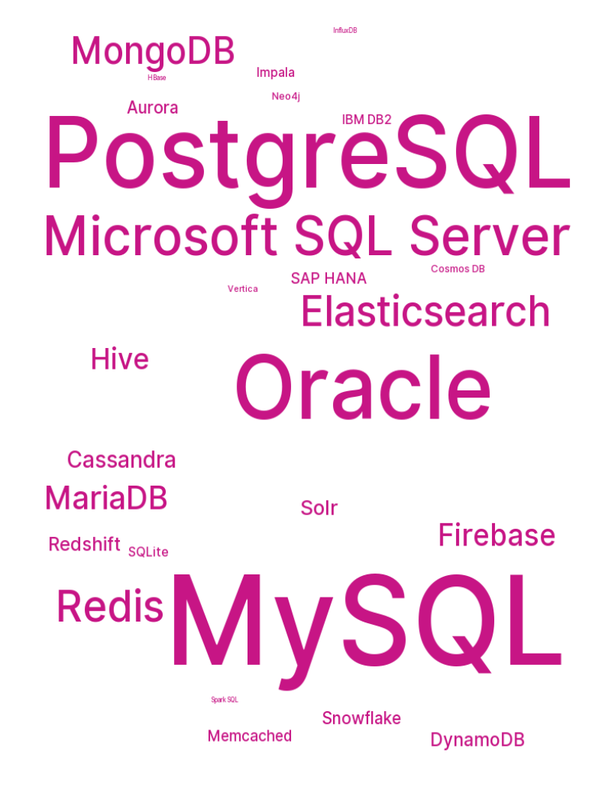 InfluxDB
MongoDB
Impala
HBase
Neo4j
Aurora
IBM DB2
PostgreSQL
Microsoft SQL Server
Cosmos DB
SAP HANA
Vertica
Elasticsearch
Hive
Oracle
Cassandra
MariaDB
Solr
Firebase
Redshift
SQLite
Redis
MySQL
Spark SQL
Snowflake
Memcached
DynamoDB